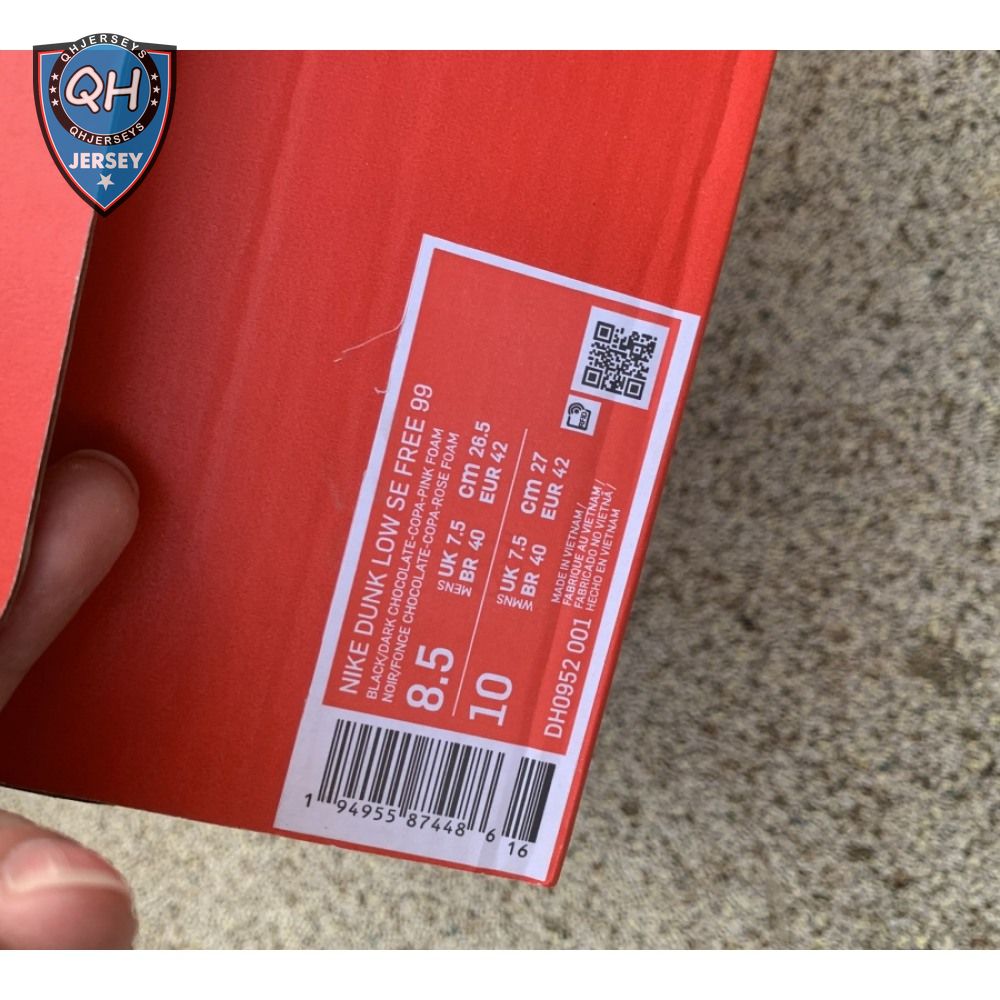 QHJERSEYS
QH
QHJERSEYS
JERSEY
NIKE DUNK LOW SE FREE 99
BLACK/DARK CHOCOLATE-COPA-PINK FOAM
NOIR/FONCE CHOCOLATE-COPA-ROSE FOAM
8.5 MENS UK 7.5 cm 26.5
BR 40 EUR 42
10 WMNS UK 7.5 cm 27
BR 40 EUR 42
DH0952 001
MADE IN VIETNAM /
FABRIQUE AU VIETNAM /
FABRICADO NO VIETNÃ /
HECHO EN VIETNAM
1 94955 87448 6 16